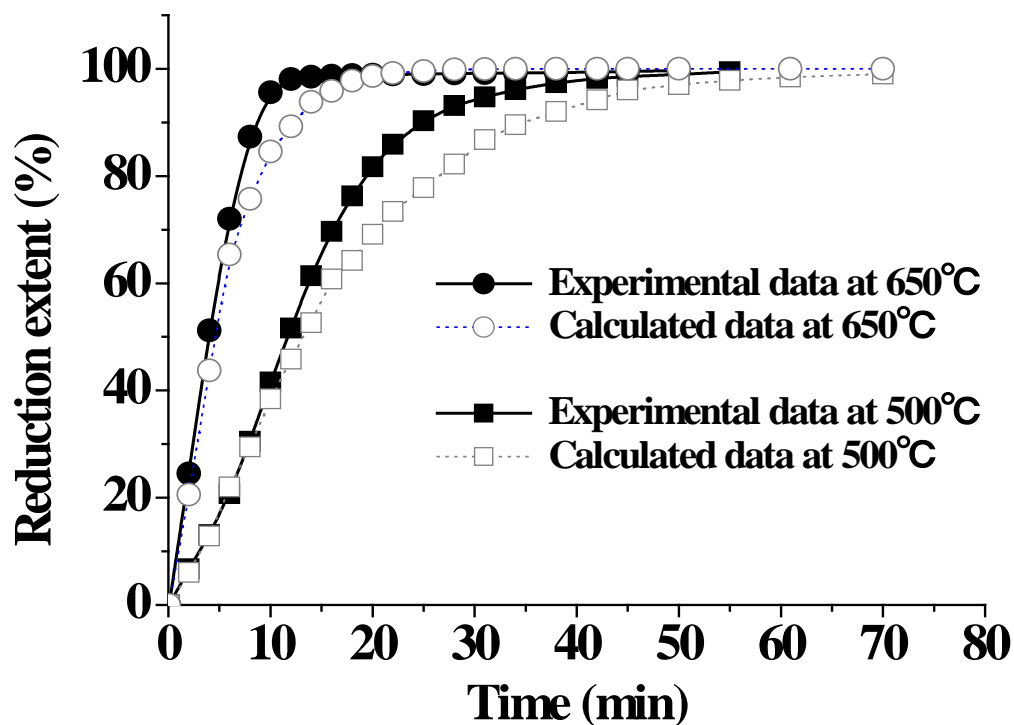 Reduction extent (%)
100
80
60
40
20
0
Experimental data at 650℃
Calculated data at 650℃
Experimental data at 500℃
Calculated data at 500℃
0 10 20 30 40 50 60 70 80
Time (min)